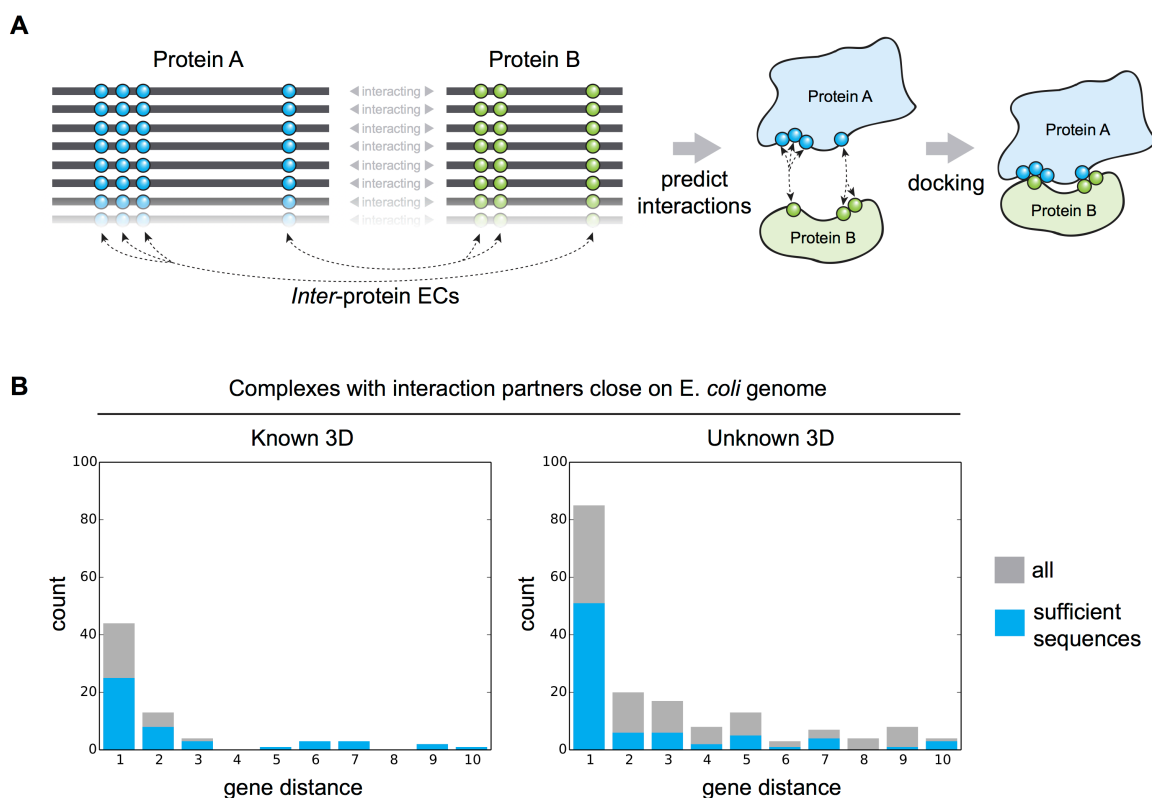 A
Protein A
Protein B
interacting
interacting
interacting
interacting
interacting
interacting
interacting
interacting
Inter-protein ECs
predict
interactions
Protein A
Protein B
docking
Protein A
Protein B
B
Complexes with interaction partners close on E. coli genome
Known 3D
Unknown 3D
100
80
60
40
20
0
count
1 2 3 4 5 6 7 8 9 10
gene distance
100
80
60
40
20
0
count
1 2 3 4 5 6 7 8 9 10
gene distance
all
sufficient
sequences